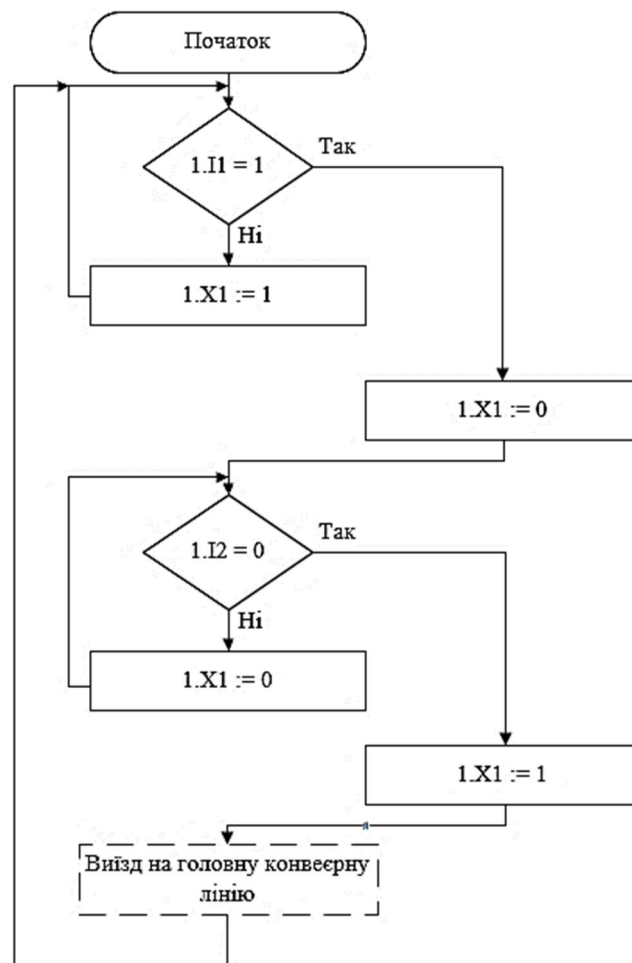 Початок
1.I1 = 1
Так
Ні
1.X1 := 1
1.X1 := 0
1.I2 = 0
Так
Ні
1.X1 := 0
1.X1 := 1
Виїзд на головну конвеєрну
лінію